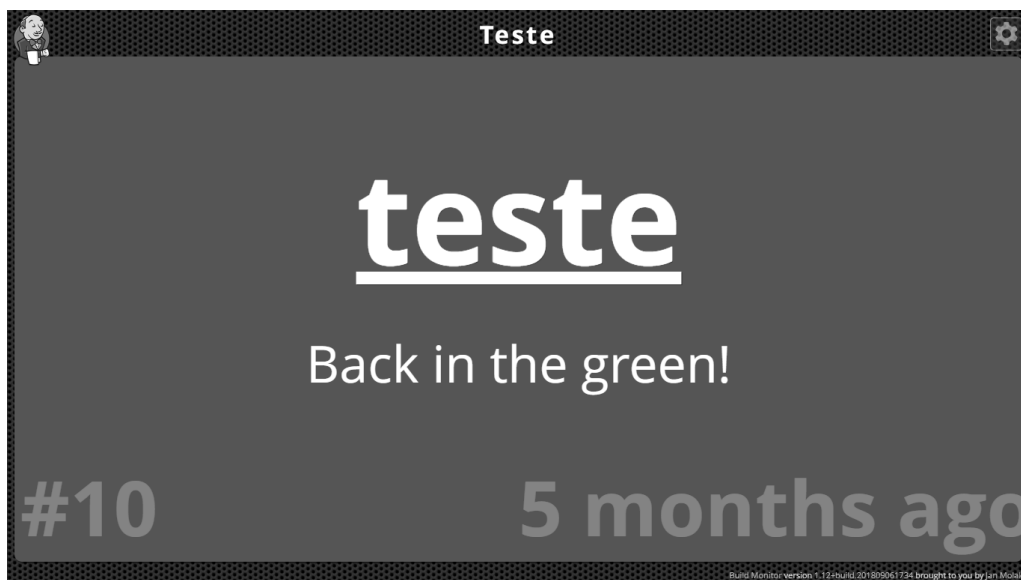 Teste
teste
Back in the green!
#10
5 months ago
Build Monitor version 1.12+build.201809061734 brought to you by Jan Mola